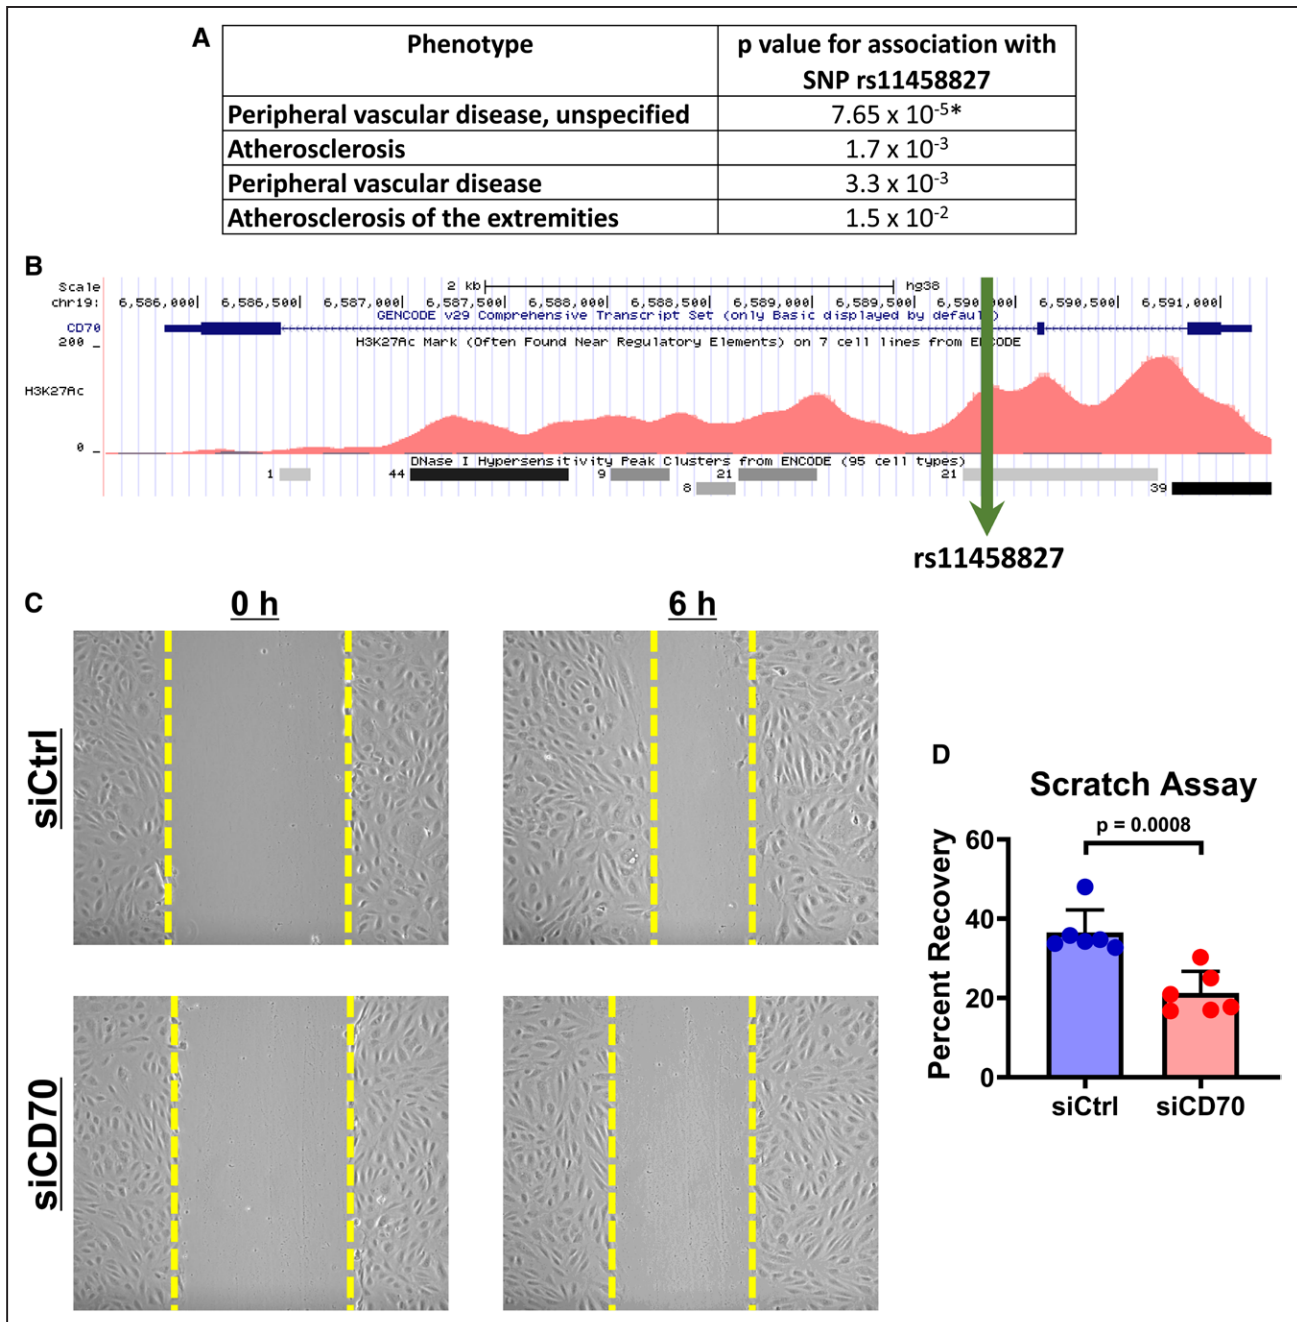 A
Phenotype
p value for association with
SNP rs11458827
Peripheral vascular disease, unspecified
7.65 x 10-5*
Atherosclerosis
1.7 x 10-3
Peripheral vascular disease
3.3 x 10-3
Atherosclerosis of the extremities
1.5 x 10-2
B
Scale
2 kb
hg38
chr19:
6,586,000 6,586,500 6,587,000 6,587,500 6,588,000 6,588,500 6,589,000 6,589,500 6,590,500 6,591,000
GENCODE v29 Comprehensive Transcript Set (only Basic displayed by default)
CD70
200
H3K27Ac Mark (Often Found Near Regulatory Elements) on 7 cell lines from ENCODE
H3K27Ac
0
DNase I Hypersensitivity Peak Clusters from ENCODE (95 cell types)
1
44
9
21
21
8
39
rs11458827
C
0 h
6 h
siCtrl
siCD70
D
Scratch Assay
p = 0.0008
Percent Recovery
60
40
20
0
siCtrl
siCD70